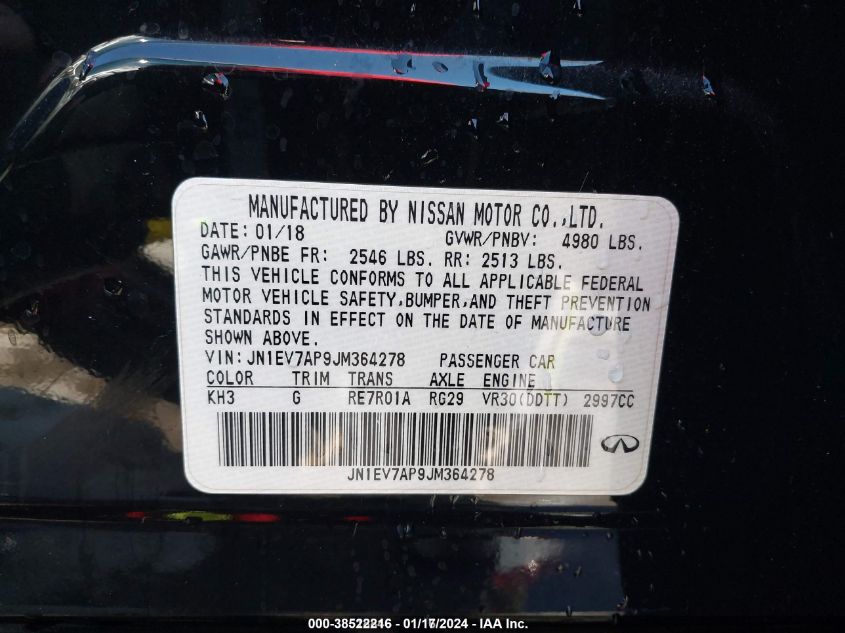 MANUFACTURED BY NISSAN MOTOR CO.,LTD.
DATE: 01/18 GVWR/PNBV: 4980 LBS.
GAWR/PNBE FR: 2546 LBS. RR: 2513 LBS.
THIS VEHICLE CONFORMS TO ALL APPLICABLE FEDERAL
MOTOR VEHICLE SAFETY,BUMPER,AND THEFT PREVENTION
STANDARDS IN EFFECT ON THE DATE OF MANUFACTURE
SHOWN ABOVE.
VIN: JN1EV7AP9JM364278 PASSENGER CAR
COLOR TRIM TRANS AXLE ENGINE
KH3 G RE7R01A RG29 VR30(DDTT) 2997CC
JN1EV7AP9JM364278
000-38522216 - 01/17/2024 - IAA Inc.